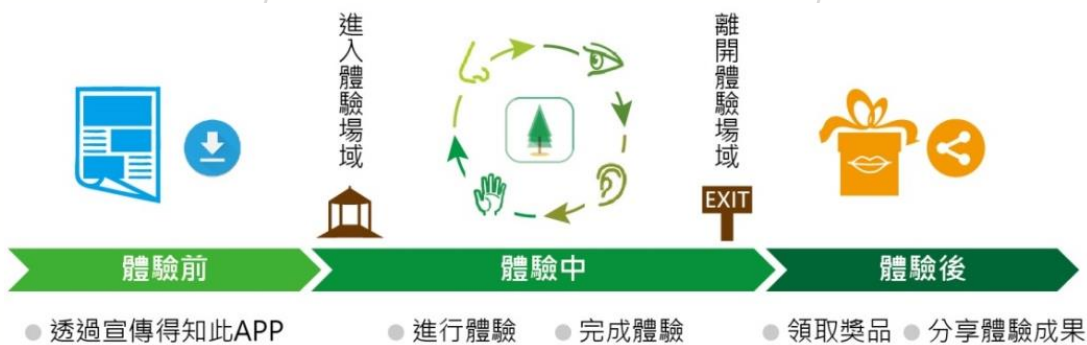 進入體驗場域
離開體驗場域
EXIT
體驗前
體驗中
體驗後
透過宣傳得知此APP
進行體驗
完成體驗
領取獎品
分享體驗成果